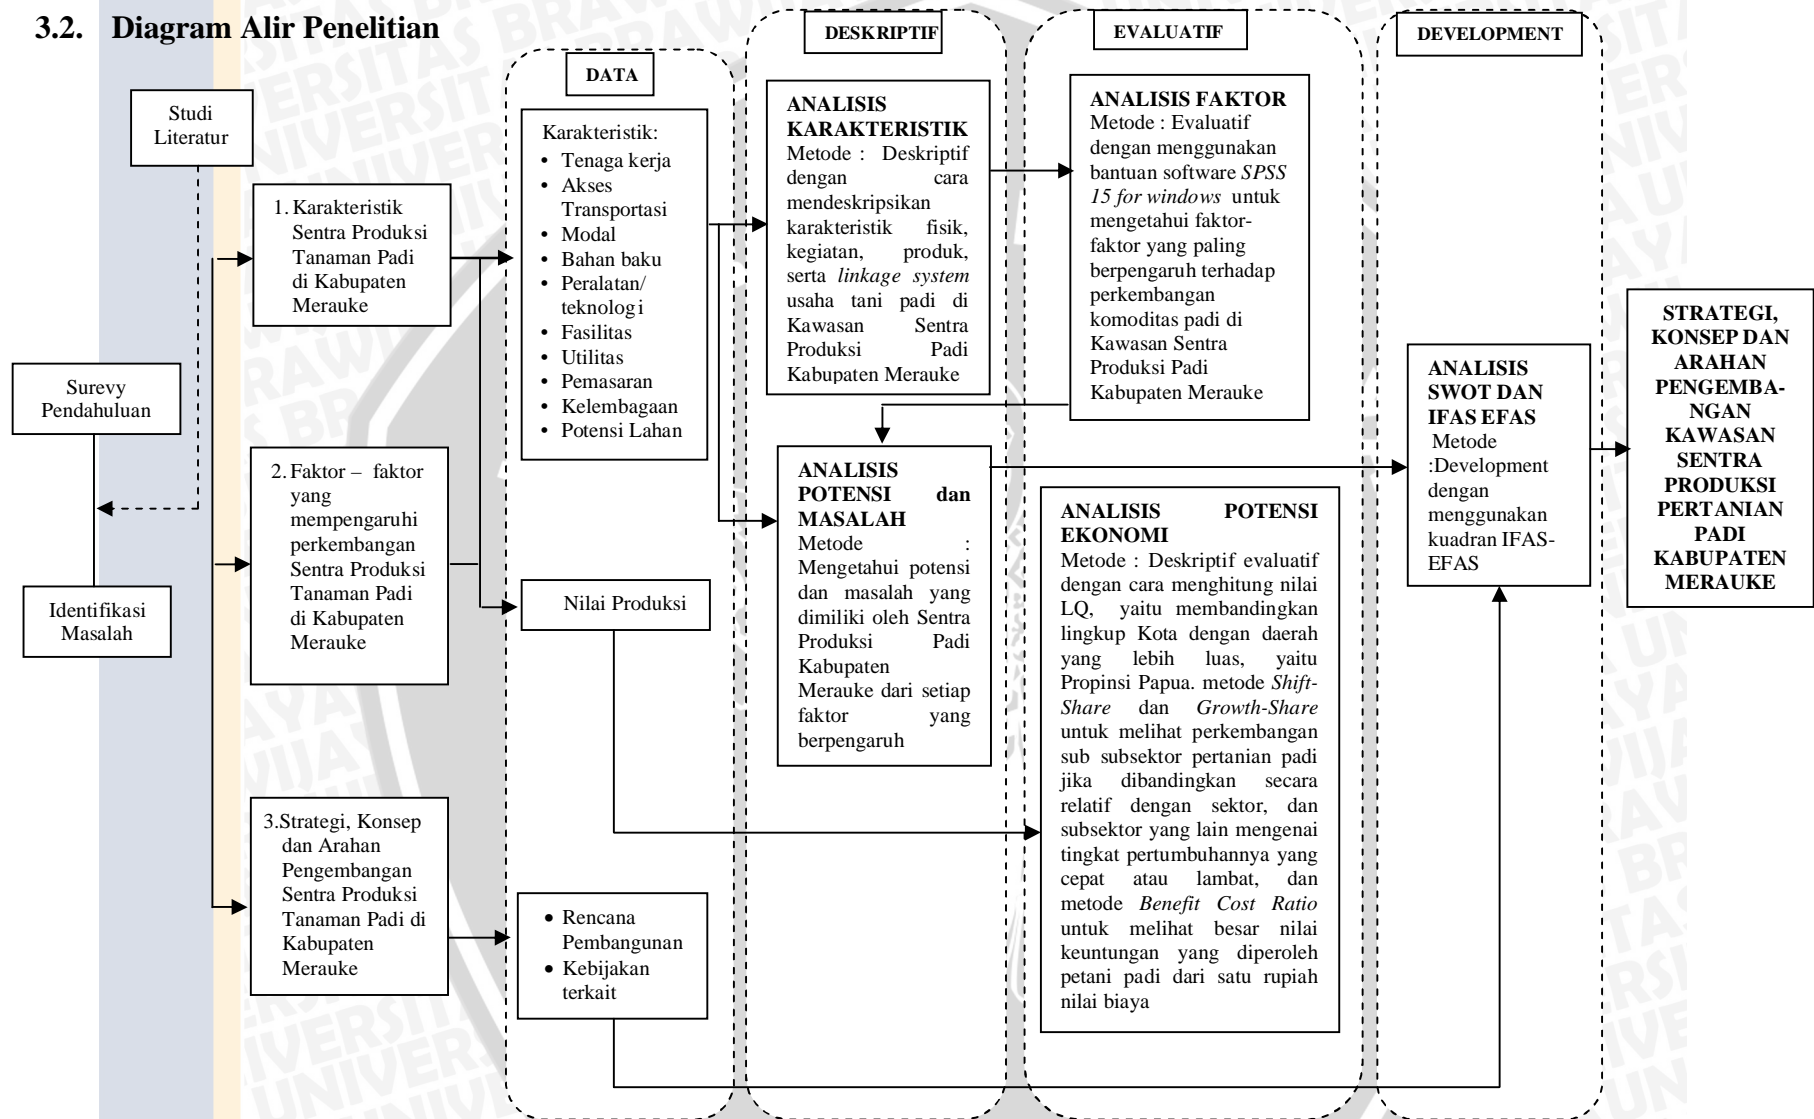 3.2. Diagram Alir Penelitian
Studi
Literatur
Surevy
Pendahuluan
Identifikasi
Masalah
1. Karakteristik
Sentra Produksi
Tanaman Padi
di Kabupaten
Merauke
2. Faktor – faktor
yang
mempengaruhi
perkembangan
Sentra Produksi
Tanaman Padi
di Kabupaten
Merauke
3.Strategi, Konsep
dan Arahan
Pengembangan
Sentra Produksi
Tanaman Padi di
Kabupaten
Merauke
DATA
Karakteristik:
• Tenaga kerja
• Akses
Transportasi
• Modal
• Bahan baku
• Peralatan/
teknologi
• Fasilitas
• Utilitas
• Pemasaran
• Kelembagaan
• Potensi Lahan
Nilai Produksi
• Rencana
Pembangunan
• Kebijakan
terkait
DESKRIPTIF
ANALISIS
KARAKTERISTIK
Metode : Deskriptif
dengan cara
mendeskripsikan
karakteristik fisik,
kegiatan, produk,
serta linkage system
usaha tani padi di
Kawasan Sentra
Produksi Padi
Kabupaten Merauke
ANALISIS
POTENSI dan
MASALAH
Metode :
Mengetahui potensi
dan masalah yang
dimiliki oleh Sentra
Produksi Padi
Kabupaten
Merauke dari setiap
faktor yang
berpengaruh
EVALUATIF
ANALISIS FAKTOR
Metode : Evaluatif
dengan menggunakan
bantuan software SPSS
15 for windows untuk
mengetahui faktor-
faktor yang paling
berpengaruh terhadap
perkembangan
komoditas padi di
Kawasan Sentra
Produksi Padi
Kabupaten Merauke
ANALISIS POTENSI
EKONOMI
Metode : Deskriptif evaluatif
dengan cara menghitung nilai
LQ, yaitu membandingkan
lingkup Kota dengan daerah
yang lebih luas, yaitu
Propinsi Papua. metode Shift-
Share dan Growth-Share
untuk melihat perkembangan
sub subsektor pertanian padi
jika dibandingkan secara
relatif dengan sektor, dan
subsektor yang lain mengenai
tingkat pertumbuhannya yang
cepat atau lambat, dan
metode Benefit Cost Ratio
untuk melihat besar nilai
keuntungan yang diperoleh
petani padi dari satu rupiah
nilai biaya
DEVELOPMENT
ANALISIS
SWOT DAN
IFAS EFAS
Metode
:Development
dengan
menggunakan
kuadran IFAS-
EFAS
STRATEGI,
KONSEP DAN
ARAHAN
PENGEMBA-
NGAN
KAWASAN
SENTRA
PRODUKSI
PERTANIAN
PADI
KABUPATEN
MERAUKE